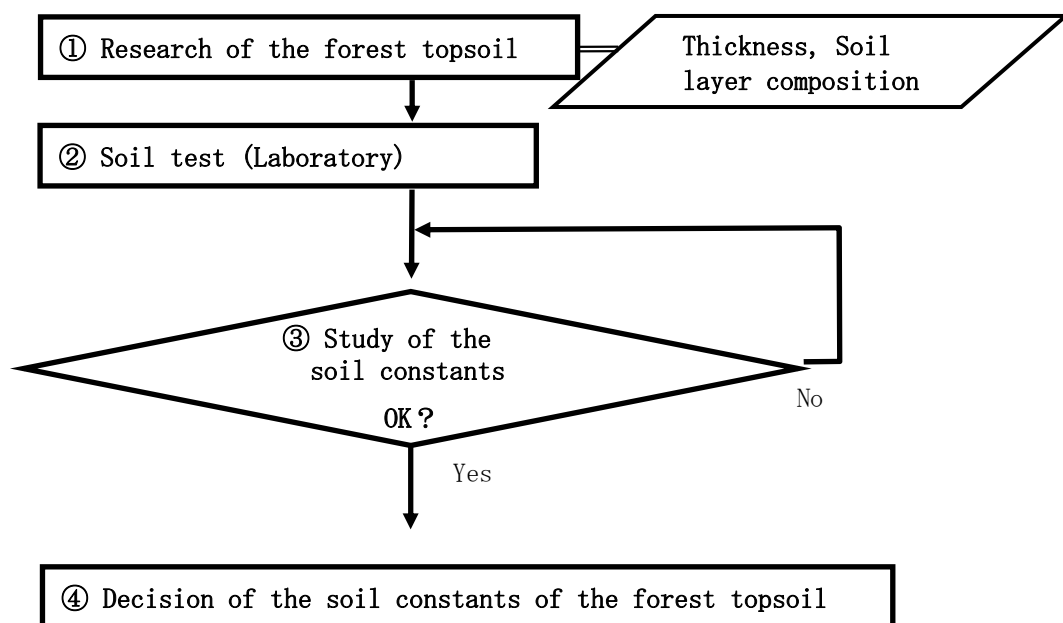 ① Research of the forest topsoil
Thickness, Soil
layer composition
② Soil test (Laboratory)
③ Study of the
soil constants
OK？
No
Yes
④ Decision of the soil constants of the forest topsoil